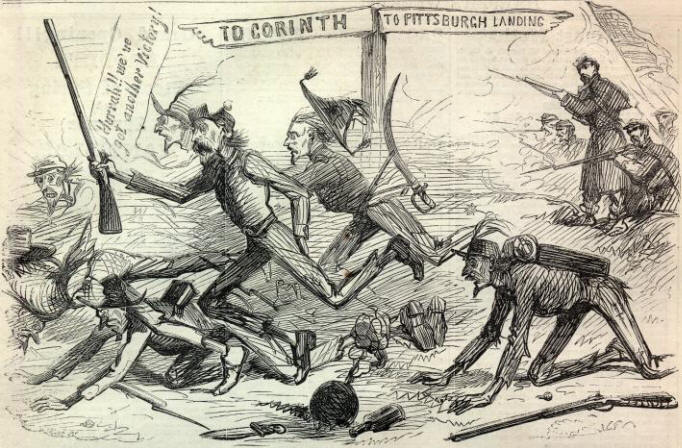 TO CORINTH
TO PITTSBURGH LANDING
"Hurrah!! we've
got another Victory!